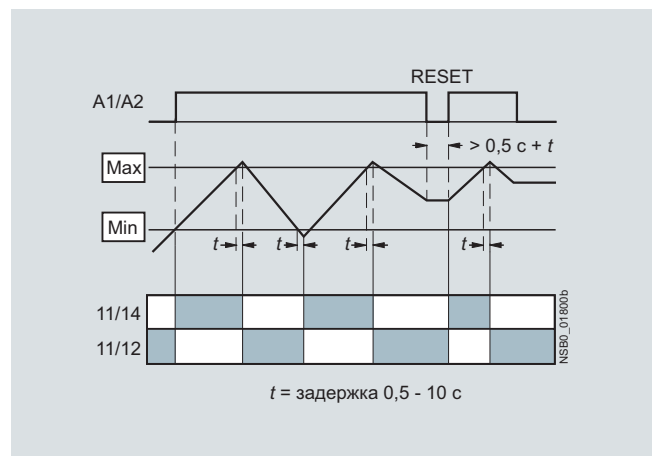 RESET
A1/A2
> 0,5 с + t
Max
Min
t t t t
11/14
11/12
NSB0_01800b
t = задержка 0,5 - 10 с